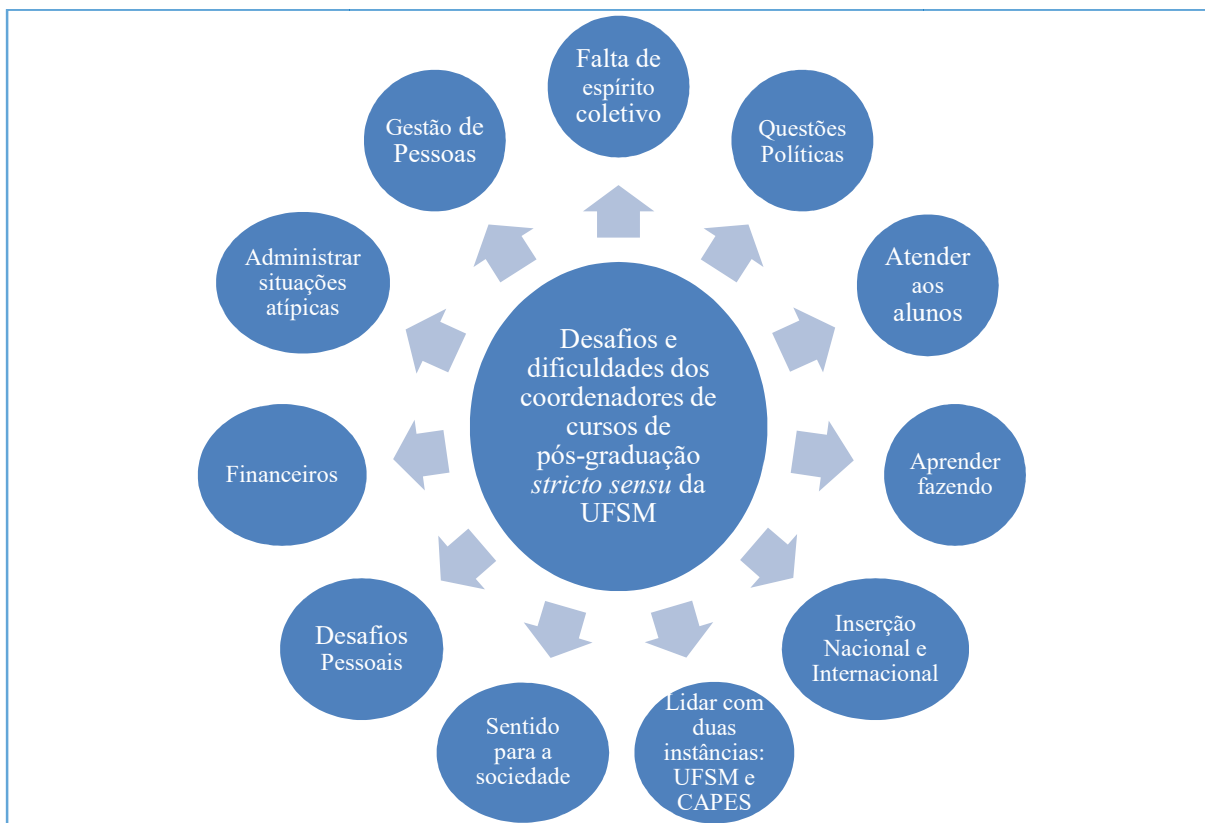 Falta de
espírito
coletivo
Questões
Políticas
Atender
aos
alunos
Aprender
fazendo
Inserção
Nacional e
Internacional
Lidar com
duas
instâncias:
UFSM e
CAPES
Sentido
para a
sociedade
Desafios
Pessoais
Financeiros
Administrar
situações
atípicas
Gestão de
Pessoas
Desafios e
dificuldades dos
coordenadores de
cursos de
pós-graduação
stricto sensu da
UFSM